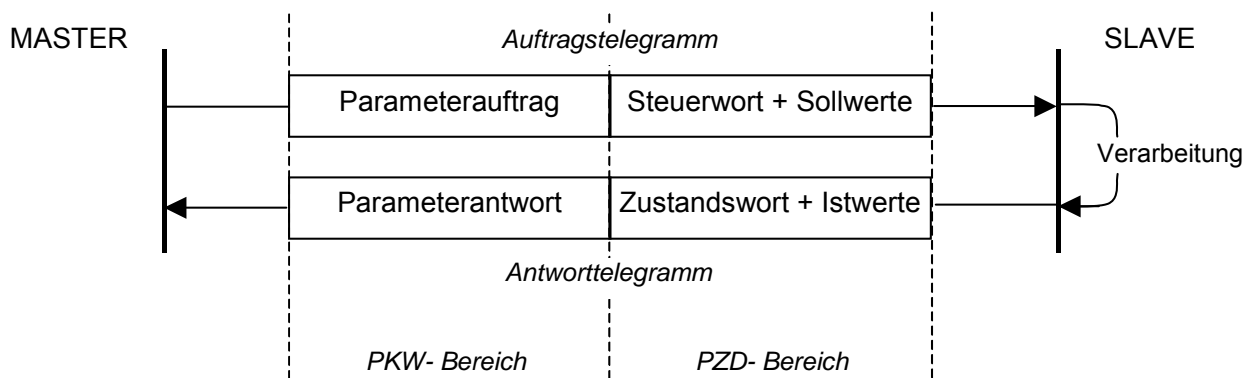 MASTER
Auftragstelegramm
SLAVE
Parameterauftrag
Steuerwort + Sollwerte
Verarbeitung
Parameterantwort
Zustandswort + Istwerte
Antworttelegramm
PKW- Bereich
PZD- Bereich